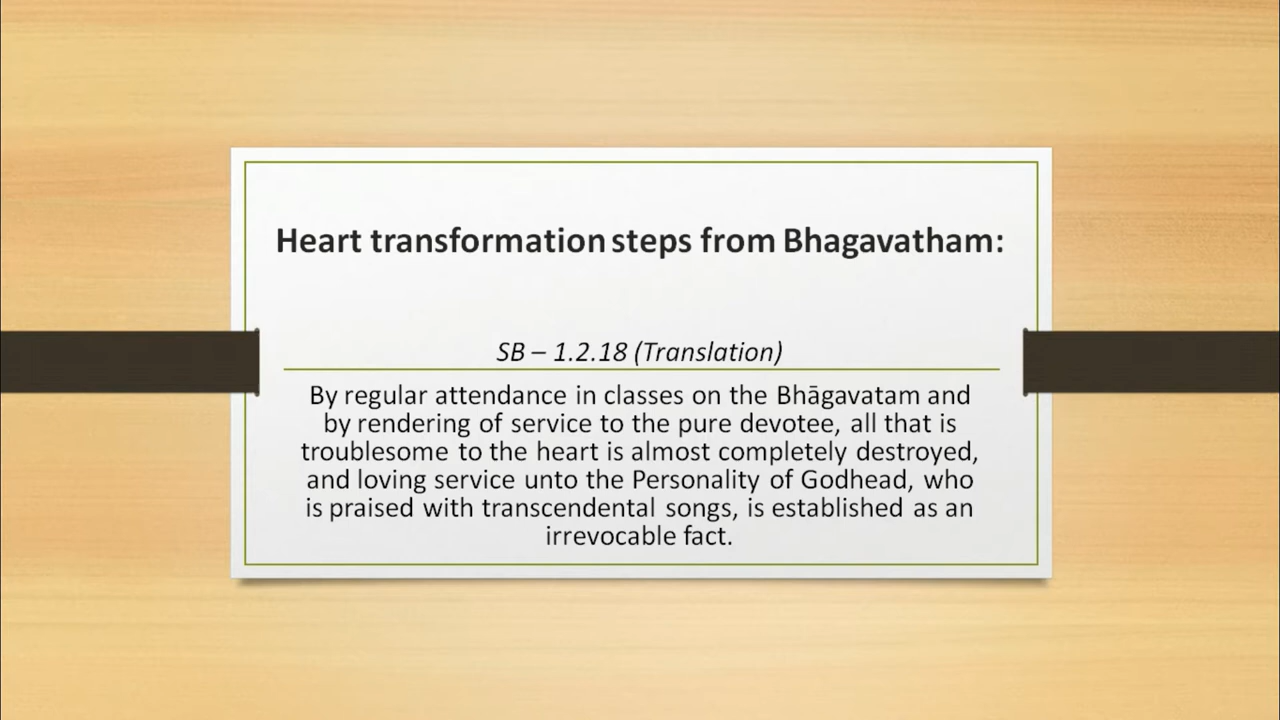 Heart transformation steps from Bhagavatham:
SB – 1.2.18 (Translation)
By regular attendance in classes on the Bhāgavatam and
by rendering of service to the pure devotee, all that is
troublesome to the heart is almost completely destroyed,
and loving service unto the Personality of Godhead, who
is praised with transcendental songs, is established as an
irrevocable fact.